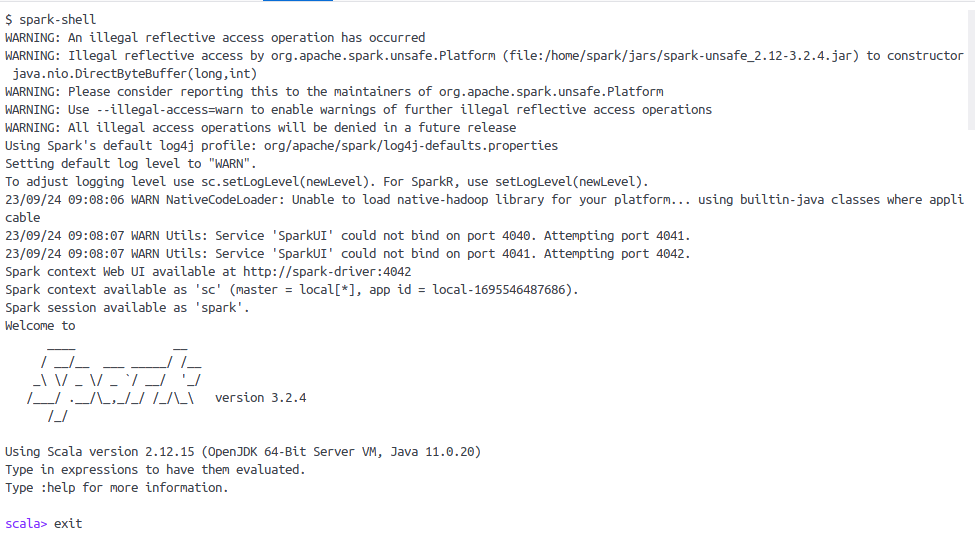 $ spark-shell
WARNING: An illegal reflective access operation has occurred
WARNING: Illegal reflective access by org.apache.spark.unsafe.Platform (file:/home/spark/jars/spark-unsafe_2.12-3.2.4.jar) to constructor
 java.nio.DirectByteBuffer(long,int)
WARNING: Please consider reporting this to the maintainers of org.apache.spark.unsafe.Platform
WARNING: Use --illegal-access=warn to enable warnings of further illegal reflective access operations
WARNING: All illegal access operations will be denied in a future release
Using Spark's default log4j profile: org/apache/spark/log4j-defaults.properties
Setting default log level to "WARN".
To adjust logging level use sc.setLogLevel(newLevel). For SparkR, use setLogLevel(newLevel).
23/09/24 09:08:06 WARN NativeCodeLoader: Unable to load native-hadoop library for your platform... using builtin-java classes where appli
cable
23/09/24 09:08:07 WARN Utils: Service 'SparkUI' could not bind on port 4040. Attempting port 4041.
23/09/24 09:08:07 WARN Utils: Service 'SparkUI' could not bind on port 4041. Attempting port 4042.
Spark context Web UI available at http://spark-driver:4042
Spark context available as 'sc' (master = local[*], app id = local-1695546487686).
Spark session available as 'spark'.
Welcome to
      ____              __
     / __/__  ___ _____/ /__
    _\ \/ _ \/ _ `/ __/  '_/
   /___/ .__/\_,_/_/ /_/\_\   version 3.2.4
      /_/
Using Scala version 2.12.15 (OpenJDK 64-Bit Server VM, Java 11.0.20)
Type in expressions to have them evaluated.
Type :help for more information.
scala> exit